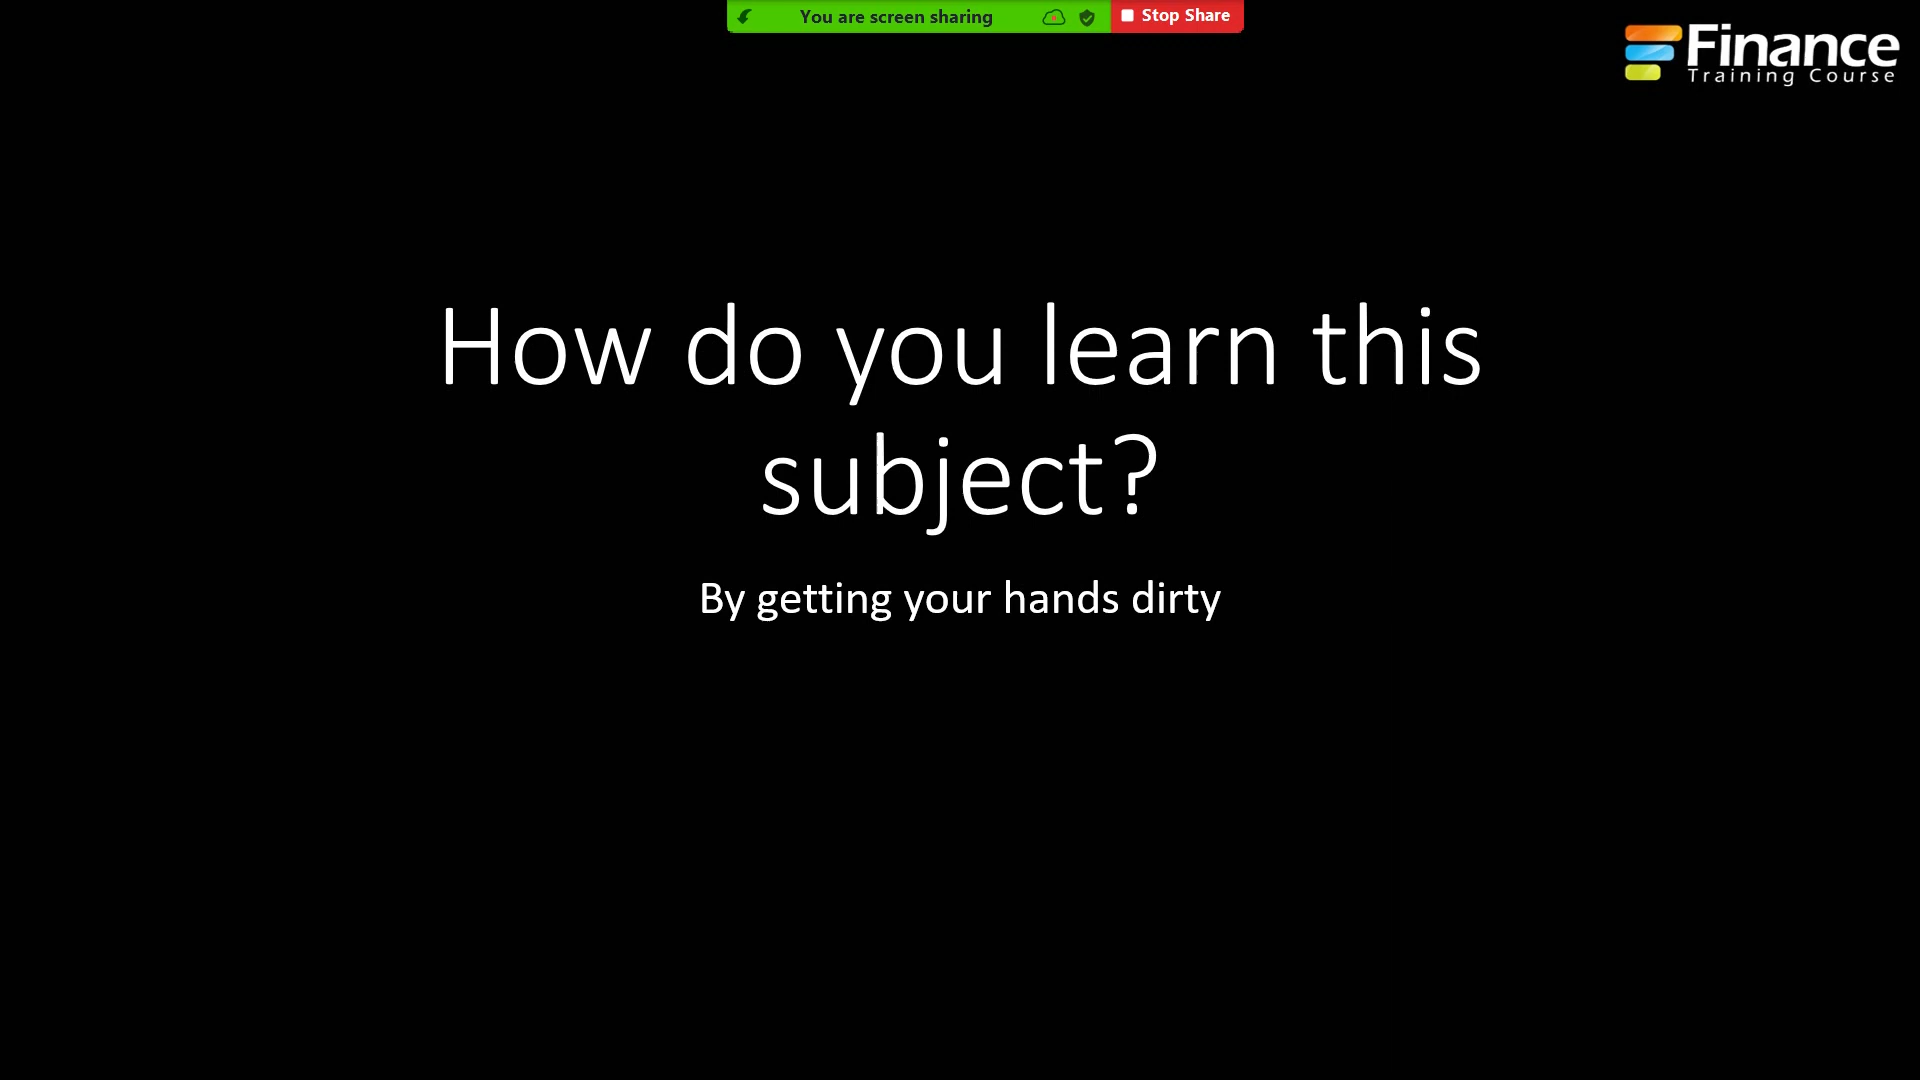 You are screen sharing
Stop Share
Finance
Training Course
How do you learn this
subject?
By getting your hands dirty